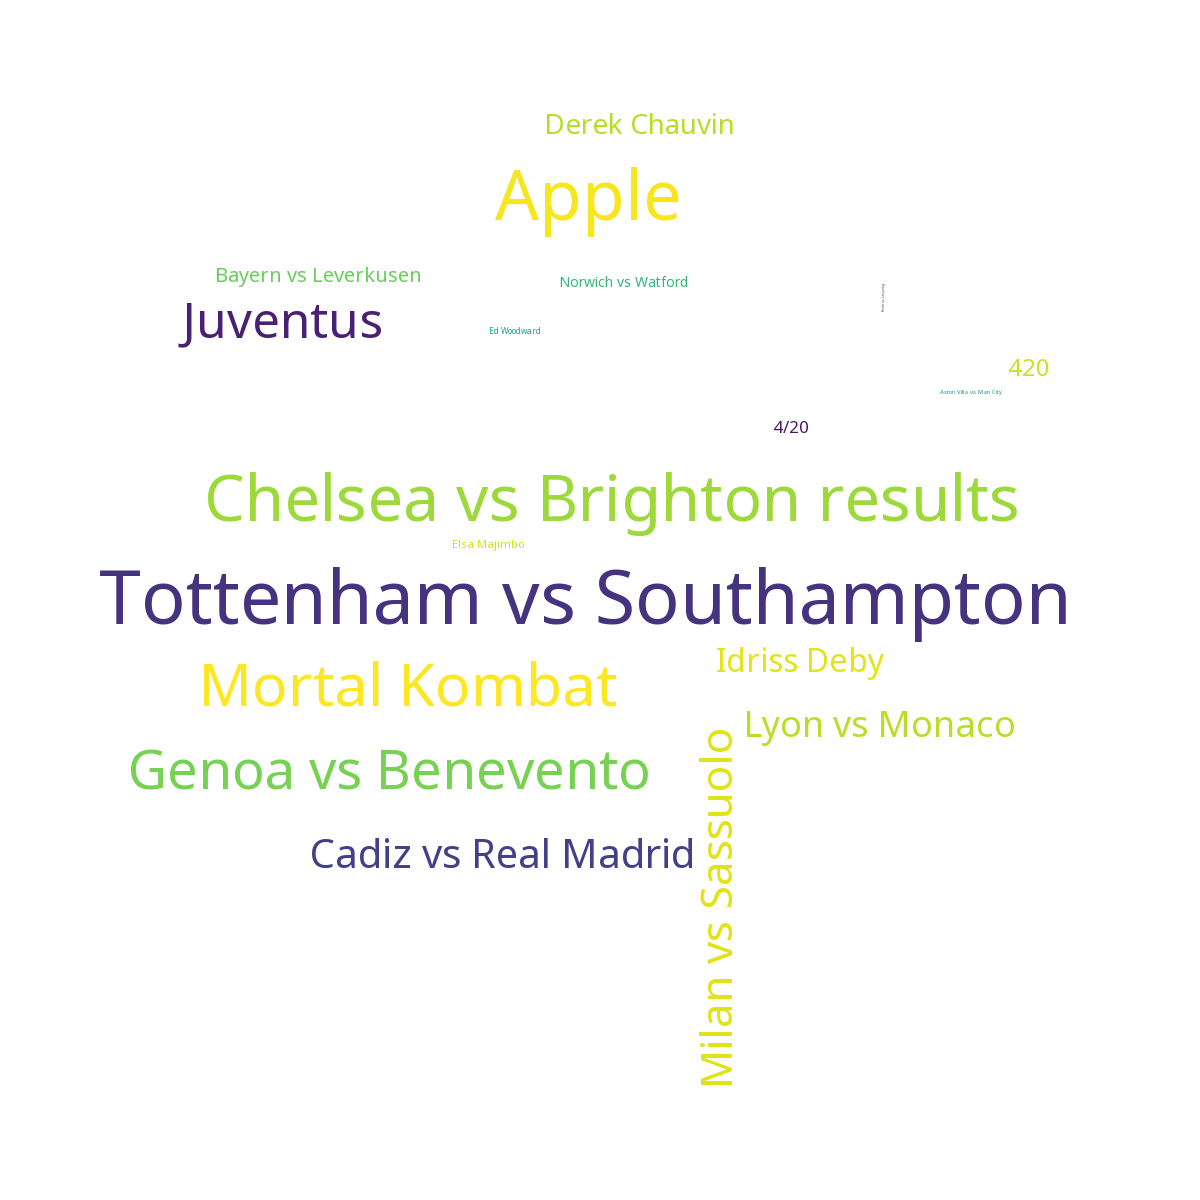 Derek Chauvin
Apple
Bayern vs Leverkusen
Norwich vs Watford
Juventus
Ed Woodward
420
Aston Villa vs Man City
4/20
Chelsea vs Brighton results
Elsa Majimbo
Tottenham vs Southampton
Idriss Deby
Mortal Kombat
Lyon vs Monaco
Genoa vs Benevento
Cadiz vs Real Madrid
Milan vs Sassuolo